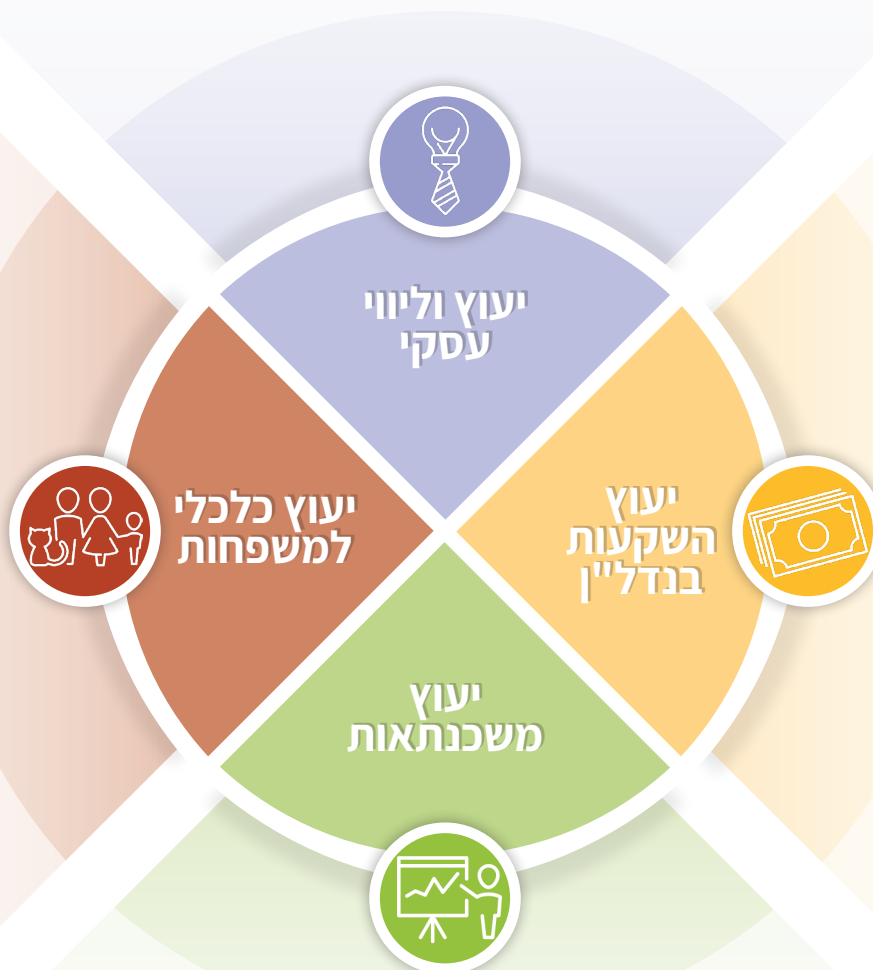 יעוץ וליווי
עסקי
יעוץ
השקעות
בנדל"ן
יעוץ כלכלי
למשפחות
יעוץ
משכנתאות